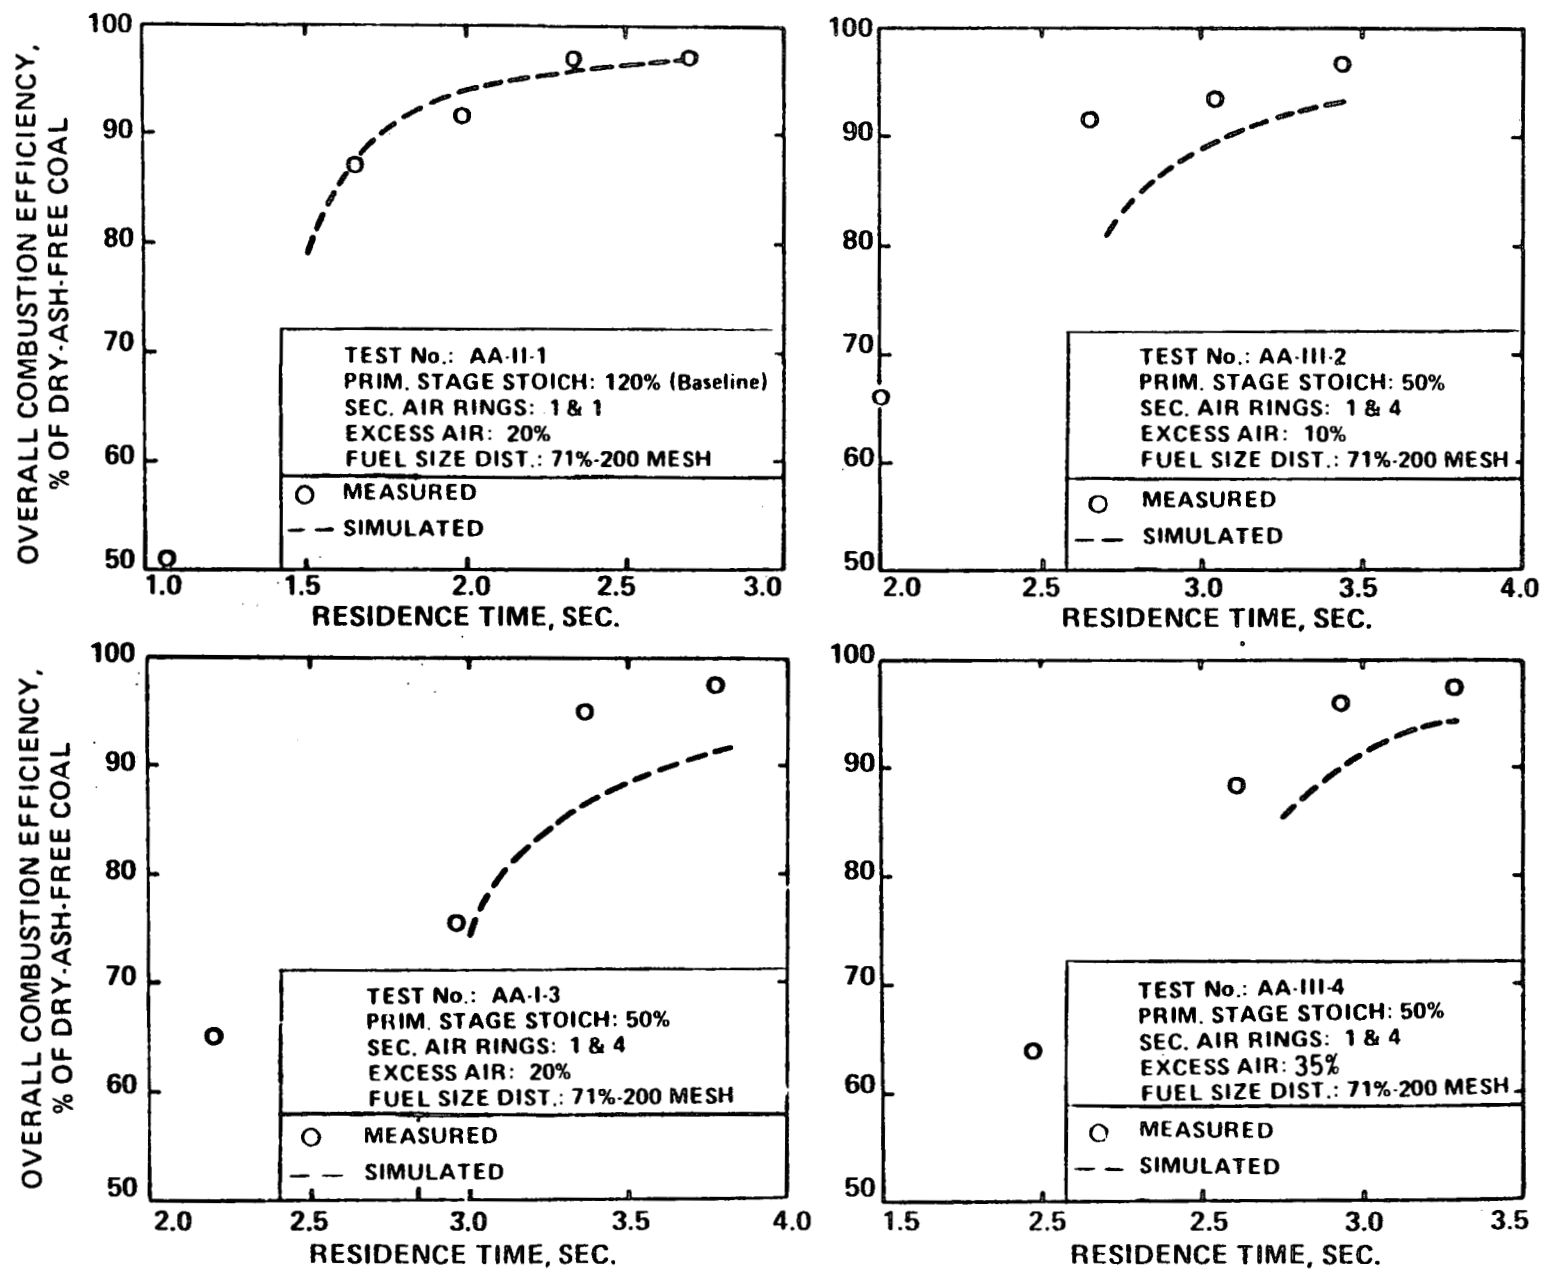 OVERALL COMBUSTION EFFICIENCY,
% OF DRY-ASH-FREE COAL
100
90
80
70
60
50
TEST No.: AA-II-1
PRIM. STAGE STOICH: 120% (Baseline)
SEC. AIR RINGS: 1 & 1
EXCESS AIR: 20%
FUEL SIZE DIST.: 71%-200 MESH
MEASURED
SIMULATED
1.0 1.5 2.0 2.5 3.0
RESIDENCE TIME, SEC.
100
90
80
70
60
50
TEST No.: AA-III-2
PRIM. STAGE STOICH: 50%
SEC. AIR RINGS: 1 & 4
EXCESS AIR: 10%
FUEL SIZE DIST.: 71%-200 MESH
MEASURED
SIMULATED
2.0 2.5 3.0 3.5 4.0
RESIDENCE TIME, SEC.
OVERALL COMBUSTION EFFICIENCY,
% OF DRY-ASH-FREE COAL
100
90
80
70
60
50
TEST No.: AA-I-3
PRIM. STAGE STOICH: 50%
SEC. AIR RINGS: 1 & 4
EXCESS AIR: 20%
FUEL SIZE DIST.: 71%-200 MESH
MEASURED
SIMULATED
2.0 2.5 3.0 3.5 4.0
RESIDENCE TIME, SEC.
100
90
80
70
60
50
TEST No.: AA-III-4
PRIM. STAGE STOICH: 50%
SEC. AIR RINGS: 1 & 4
EXCESS AIR: 35%
FUEL SIZE DIST.: 71%-200 MESH
MEASURED
SIMULATED
1.5 2.5 2.5 3.0 3.5
RESIDENCE TIME, SEC.